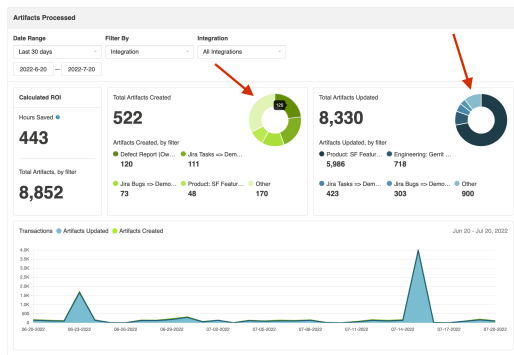 Artifacts Processed
Date Range
Filter By
Integration
Last 30 days
Integration
All Integrations
2022-6-20 — 2022-7-20
Calculated ROI
Hours Saved
443
Total Artifacts, by filter
8,852
Total Artifacts Created
522
120
Artifacts Created, by filter
Defect Report (Ow...
120
Jira Tasks => Demo...
111
Jira Bugs => Demo...
73
Product: SF Featur...
48
Other
170
Total Artifacts Updated
8,330
Artifacts Updated, by filter
Product: SF Featur...
5,986
Engineering: Gerrit ...
718
Jira Tasks => Demo...
423
Jira Bugs => Demo...
303
Other
900
Transactions Artifacts Updated Artifacts Created
Jun 20 - Jul 20, 2022
4.0K
3.5K
3.0K
2.5K
2.0K
1.5K
1.0K
500
0
06-20-2022 06-23-2022 06-26-2022 06-29-2022 07-02-2022 07-05-2022 07-08-2022 07-11-2022 07-14-2022 07-17-2022 07-20-2022